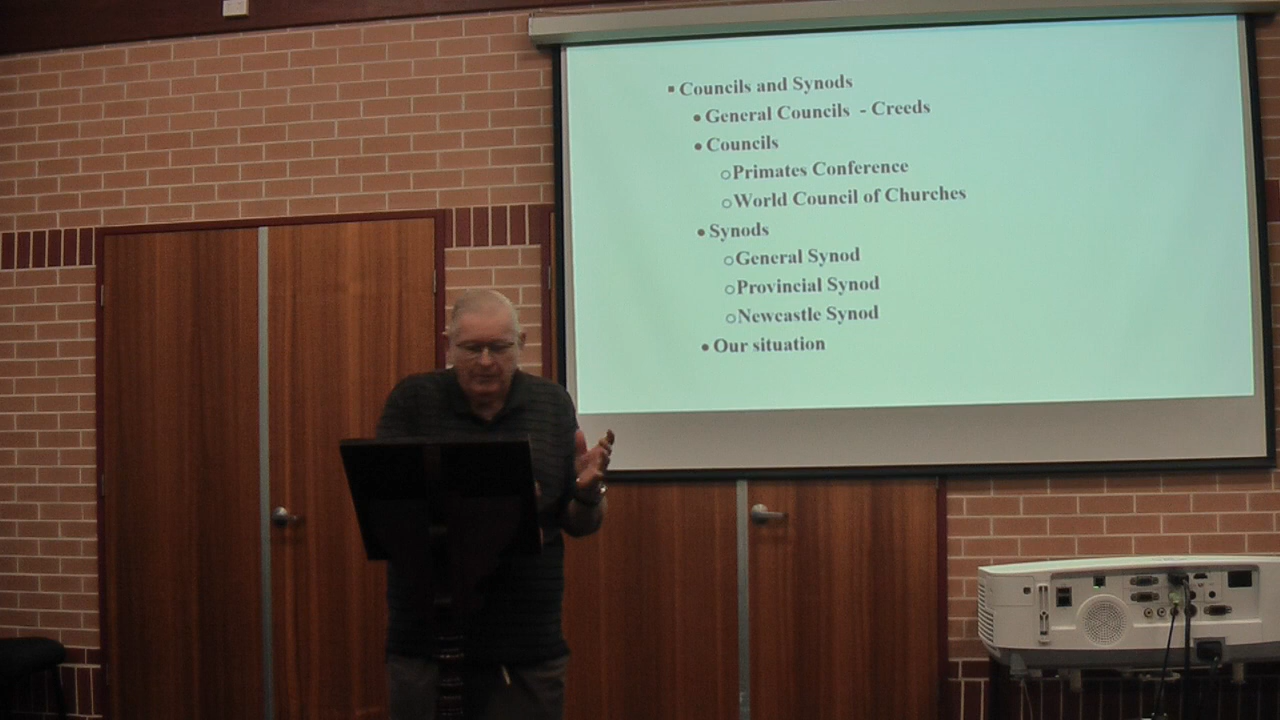 ▪ Councils and Synods
• General Councils - Creeds
• Councils
○ Primates Conference
○ World Council of Churches
• Synods
○ General Synod
○ Provincial Synod
○ Newcastle Synod
• Our situation